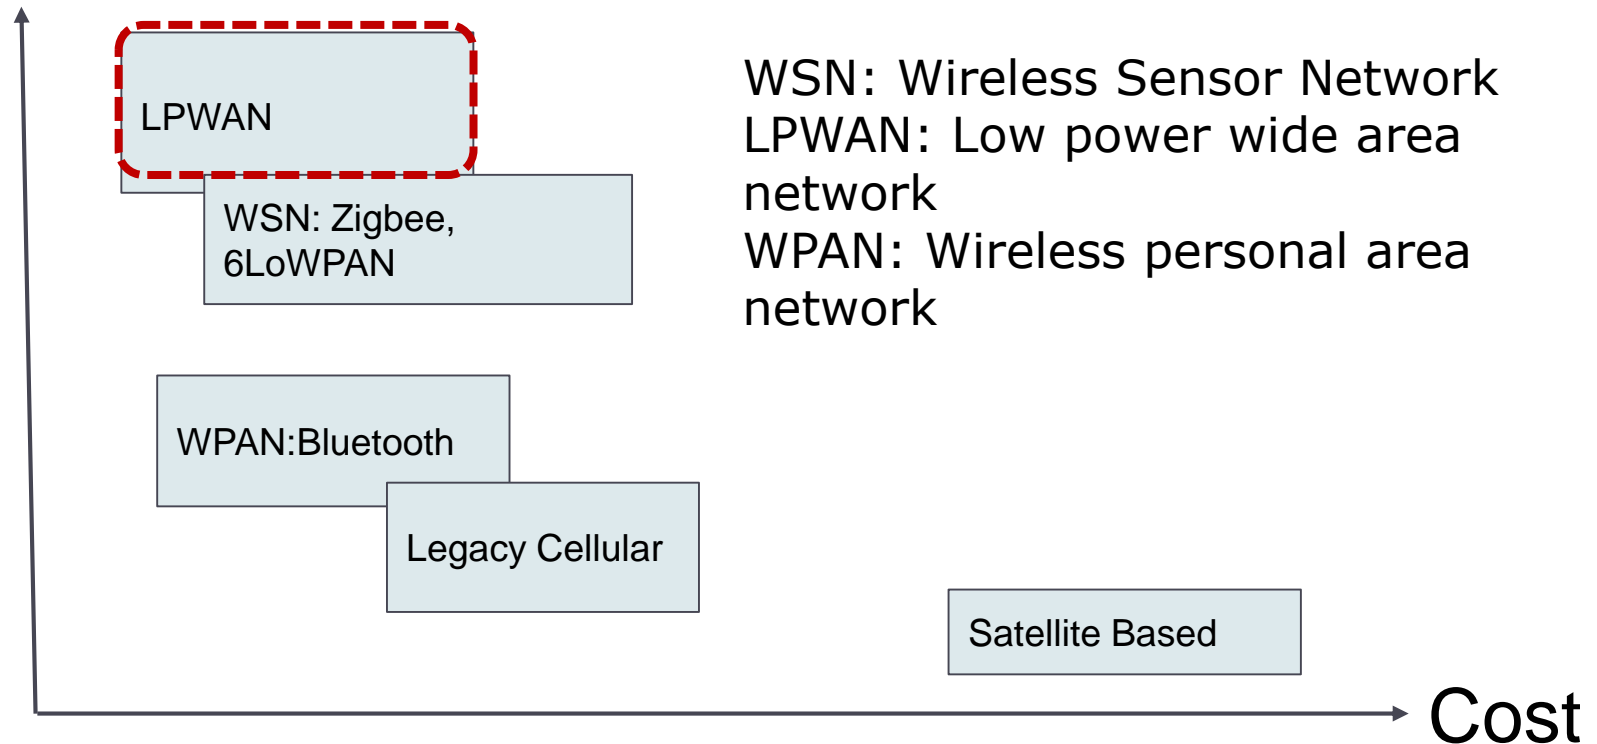 LPWAN
WSN: Zigbee,
6LoWPAN
WPAN:Bluetooth
Legacy Cellular
Satellite Based
Cost
WSN: Wireless Sensor Network
LPWAN: Low power wide area
network
WPAN: Wireless personal area
network